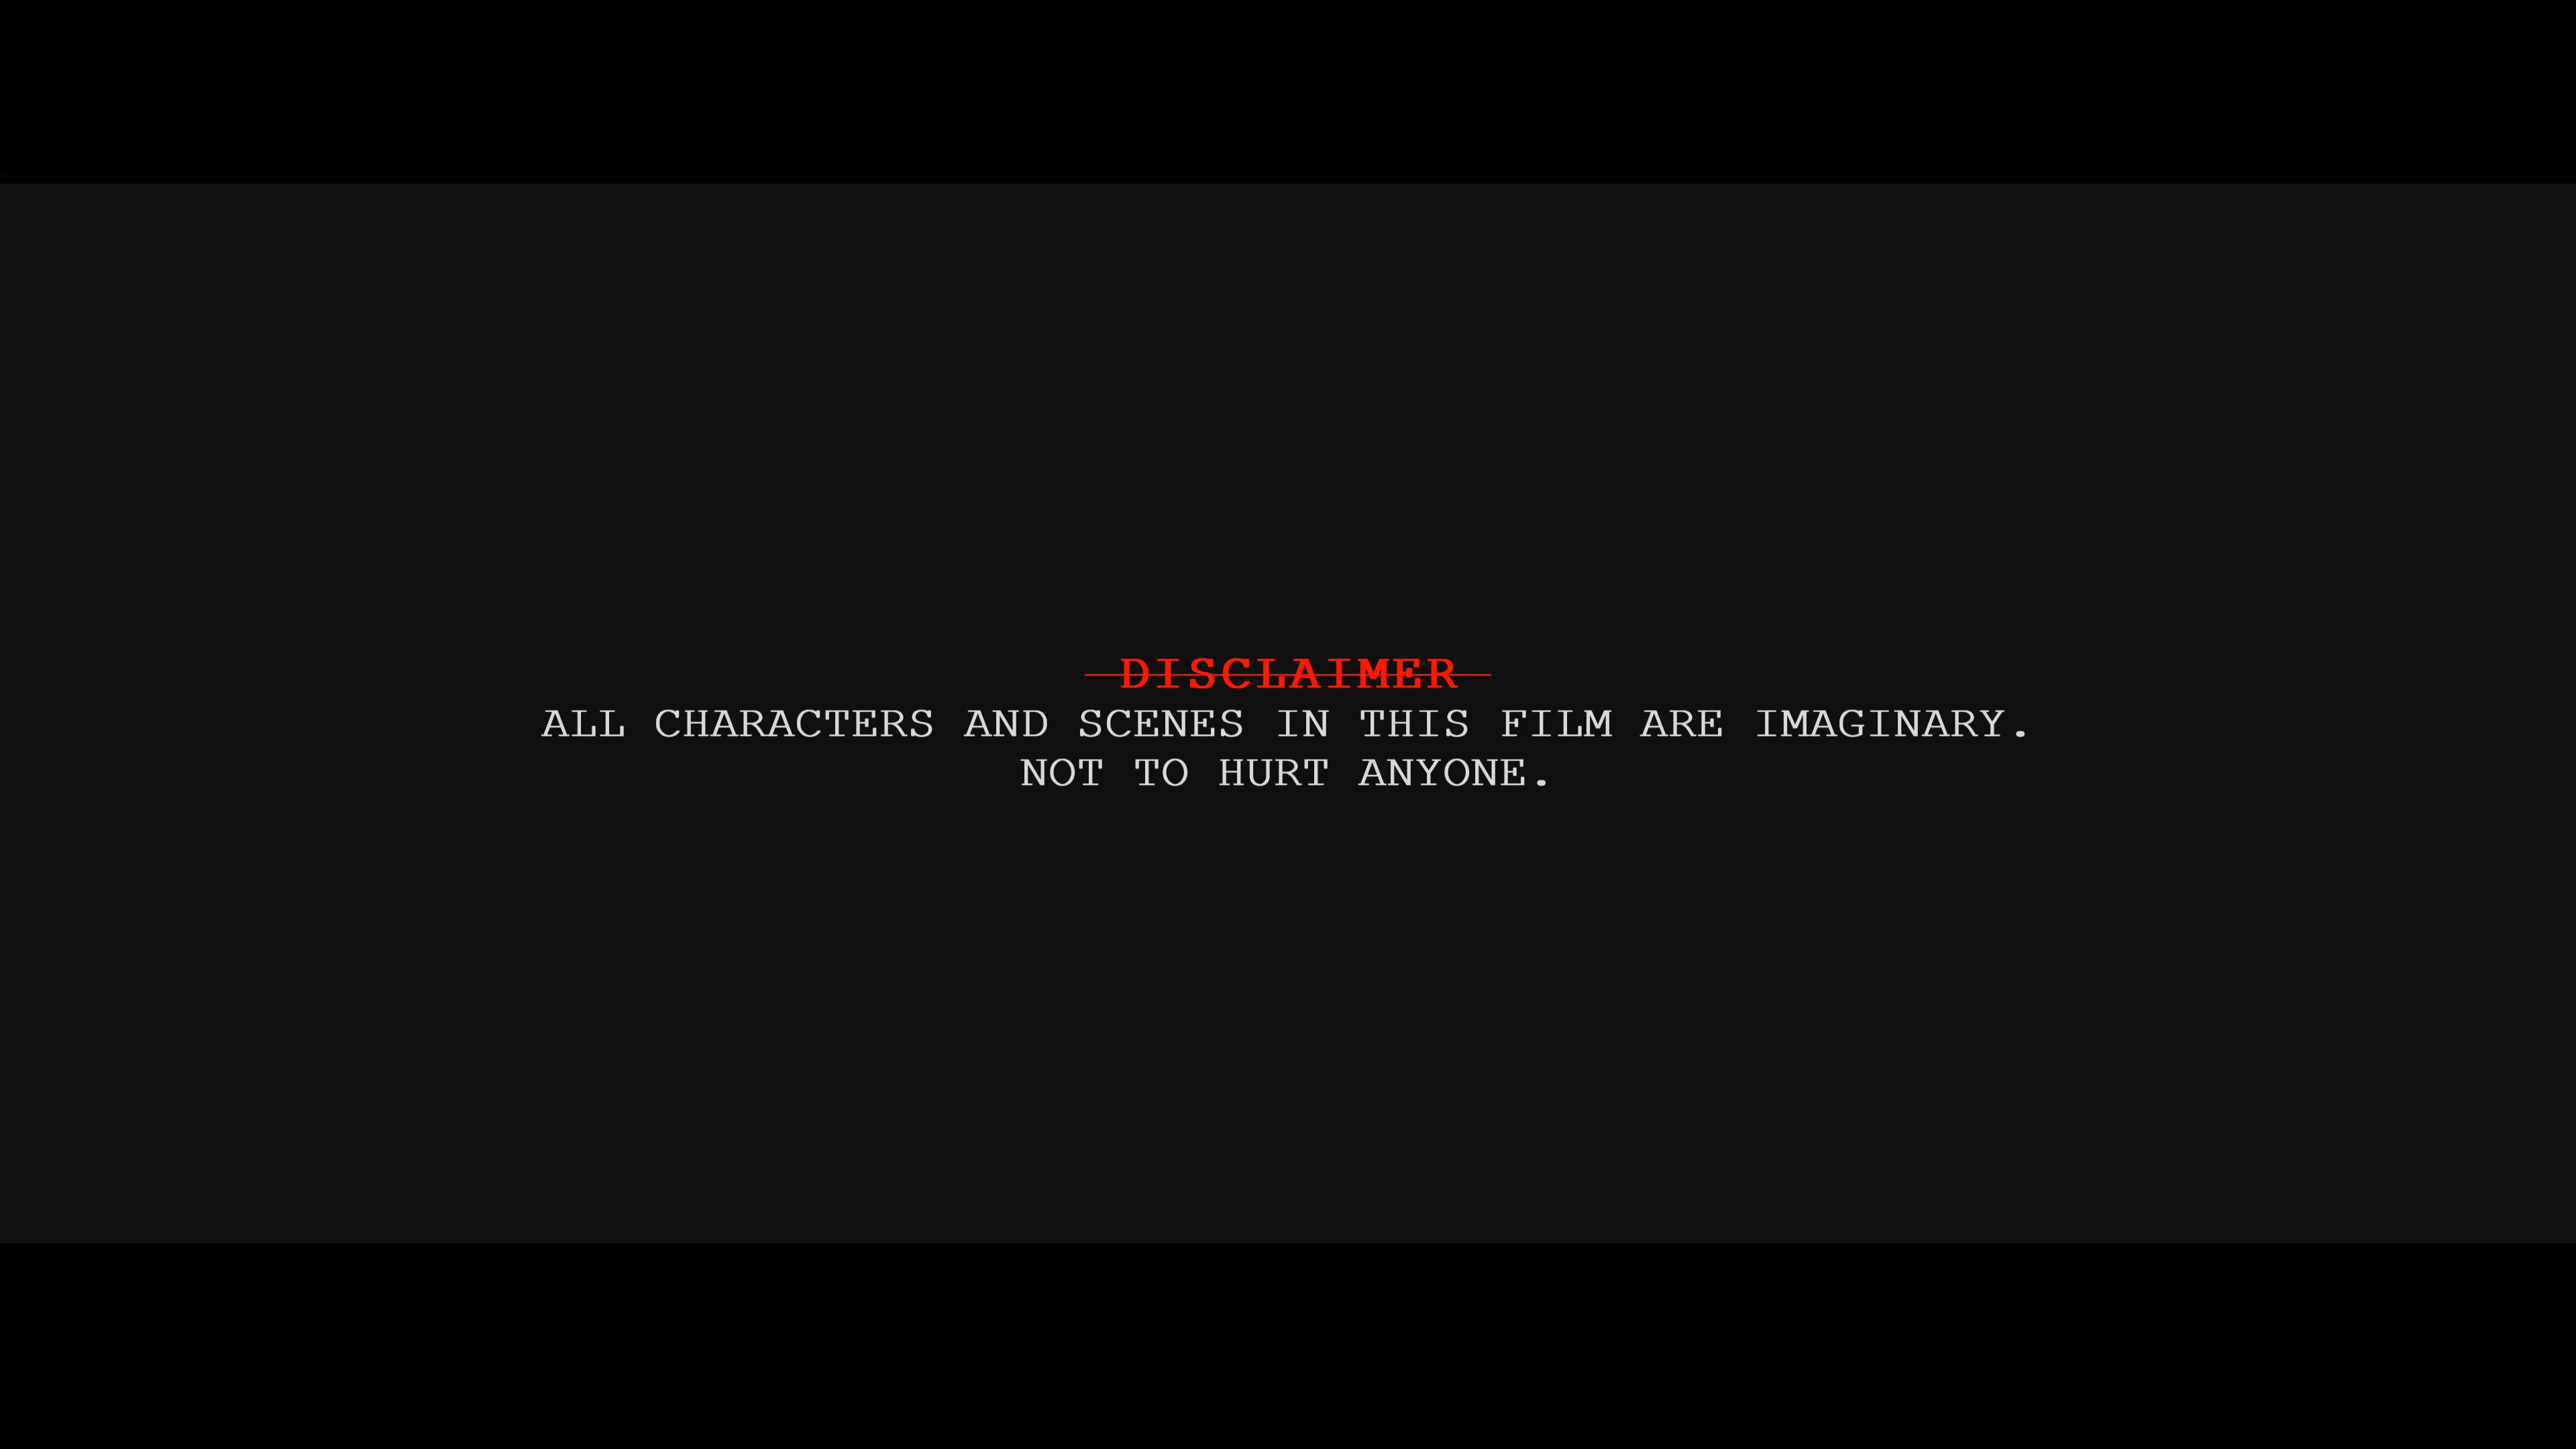 DISCLAIMER
ALL CHARACTERS AND SCENES IN THIS FILM ARE IMAGINARY.
NOT TO HURT ANYONE.